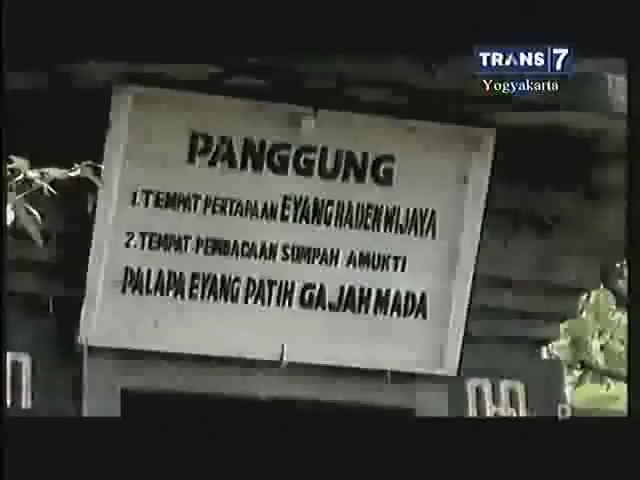 TRANS|7
Yogyakarta
PANGGUNG
1. TEMPAT PERTAPAAN EYANG RADEN WIJAYA
2. TEMPAT PEMBACAAN SUMPAH AMUKTI
PALAPA EYANG PATIH GAJAH MADA